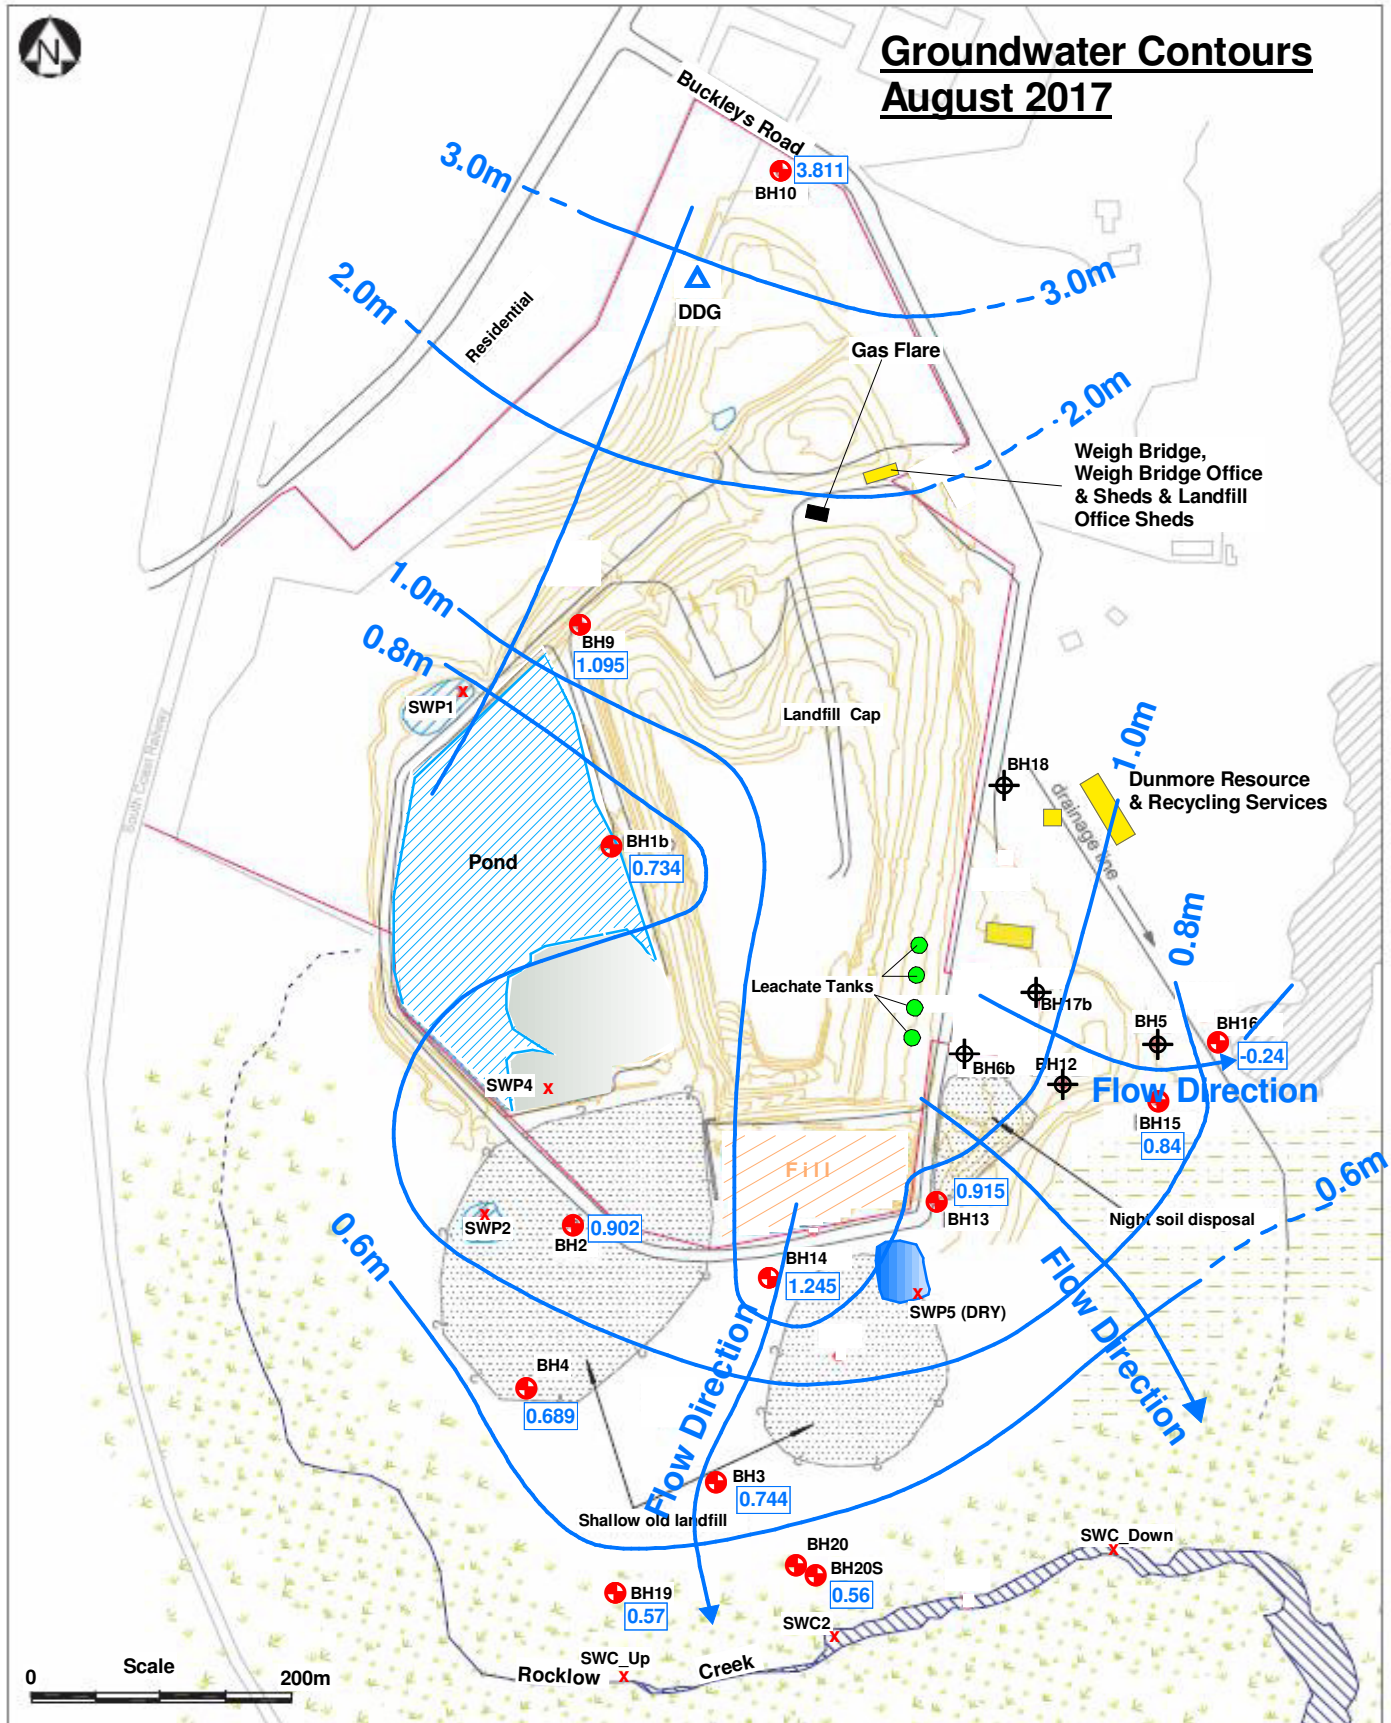 N
Groundwater Contours
August 2017
Buckleys Road
3.0m
3.811
BH10
2.0m
Residential
DDG
3.0m
Gas Flare
2.0m
Weigh Bridge,
Weigh Bridge Office
& Sheds & Landfill
Office Sheds
1.0m
0.8m
BH9
1.095
SWP1
Landfill Cap
South Coast Railway
BH18
1.0m
Dunmore Resource
& Recycling Services
drainage line
Pond
BH1b
0.734
0.8m
Leachate Tanks
BH17b
BH5
BH16
-0.24
BH6b
BH12
Flow Direction
SWP4
BH15
0.84
Fill
0.6m
0.915
BH13
Night soil disposal
SWP2
BH2
0.902
0.6m
BH14
1.245
SWP5 (DRY)
Flow Direction
Flow Direction
BH4
0.689
BH3
0.744
Shallow old landfill
SWC_Down
BH20
BH20S
0.56
BH19
0.57
SWC2
SWC_Up
Rocklow Creek
0 Scale 200m